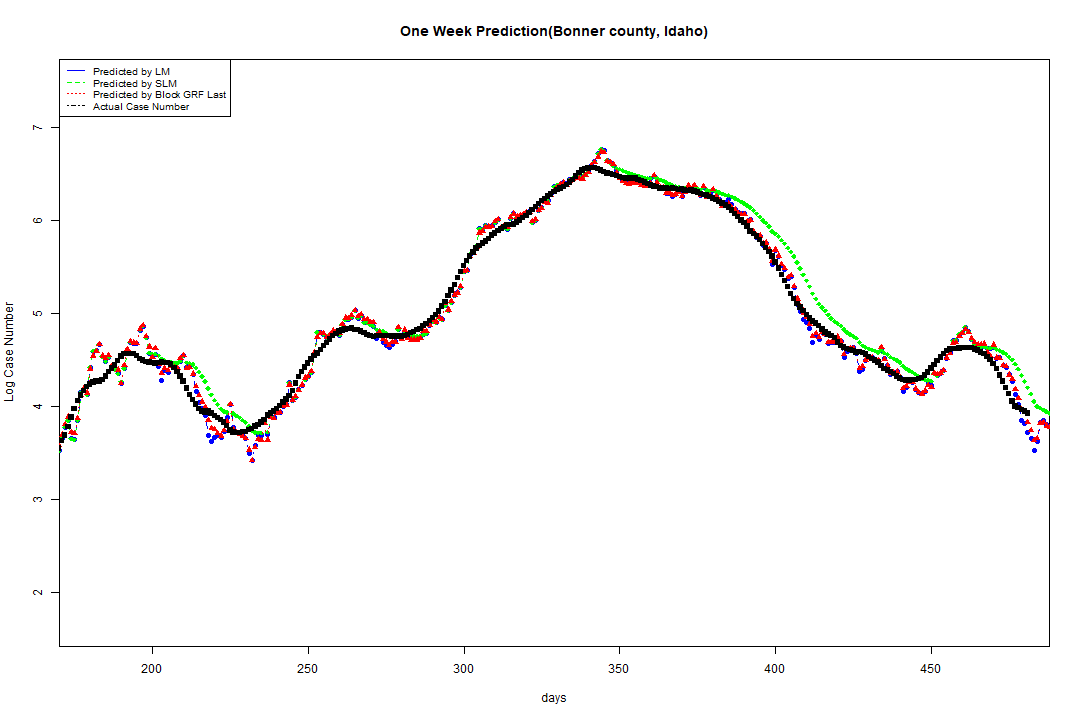 One Week Prediction(Bonner county, Idaho)
Predicted by LM
Predicted by SLM
Predicted by Block GRF Last
Actual Case Number
7
6
5
4
3
2
Log Case Number
200 250 300 350 400 450
days